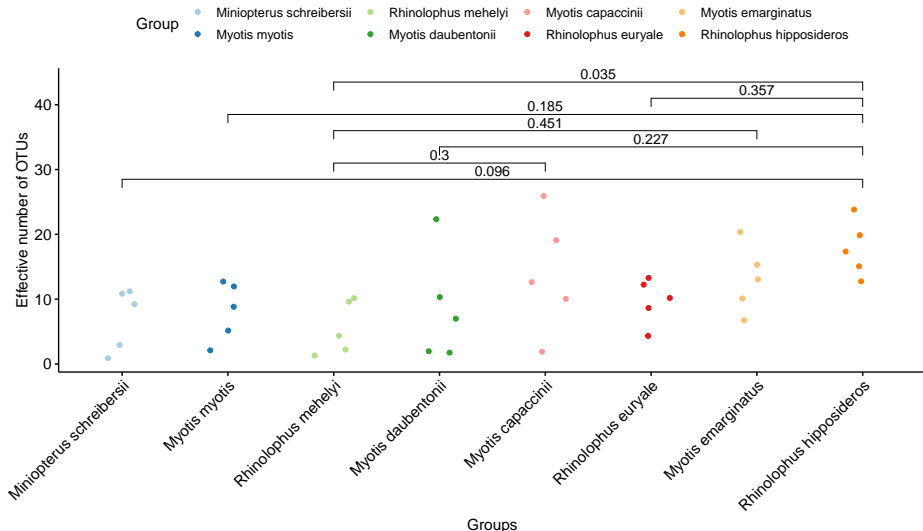 Group
Miniopterus schreibersii
Rhinolophus mehelyi
Myotis capaccinii
Myotis emarginatus
Myotis myotis
Myotis daubentonii
Rhinolophus euryale
Rhinolophus hipposideros
0.035
0.357
0.185
0.451
0.227
0.3
0.096
Effective number of OTUs
40
30
20
10
0
Miniopterus schreibersii
Myotis myotis
Rhinolophus mehelyi
Myotis daubentonii
Myotis capaccinii
Rhinolophus euryale
Myotis emarginatus
Rhinolophus hipposideros
Groups